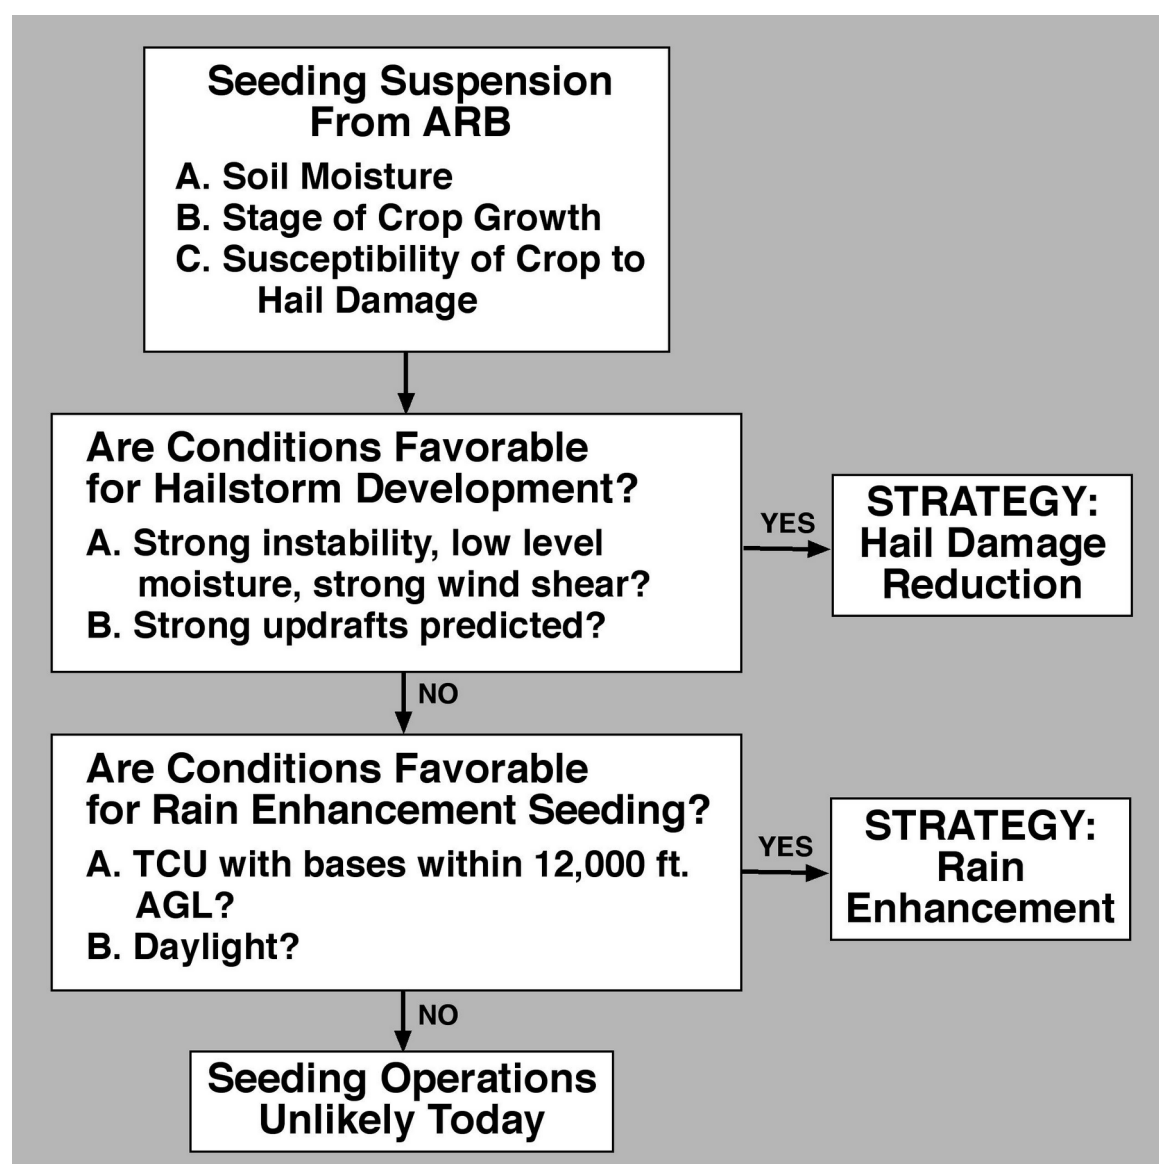 Seeding Suspension
From ARB
A. Soil Moisture
B. Stage of Crop Growth
C. Susceptibility of Crop to
Hail Damage
Are Conditions Favorable
for Hailstorm Development?
A. Strong instability, low level
moisture, strong wind shear?
B. Strong updrafts predicted?
YES
STRATEGY:
Hail Damage
Reduction
NO
Are Conditions Favorable
for Rain Enhancement Seeding?
A. TCU with bases within 12,000 ft.
AGL?
B. Daylight?
YES
STRATEGY:
Rain
Enhancement
NO
Seeding Operations
Unlikely Today